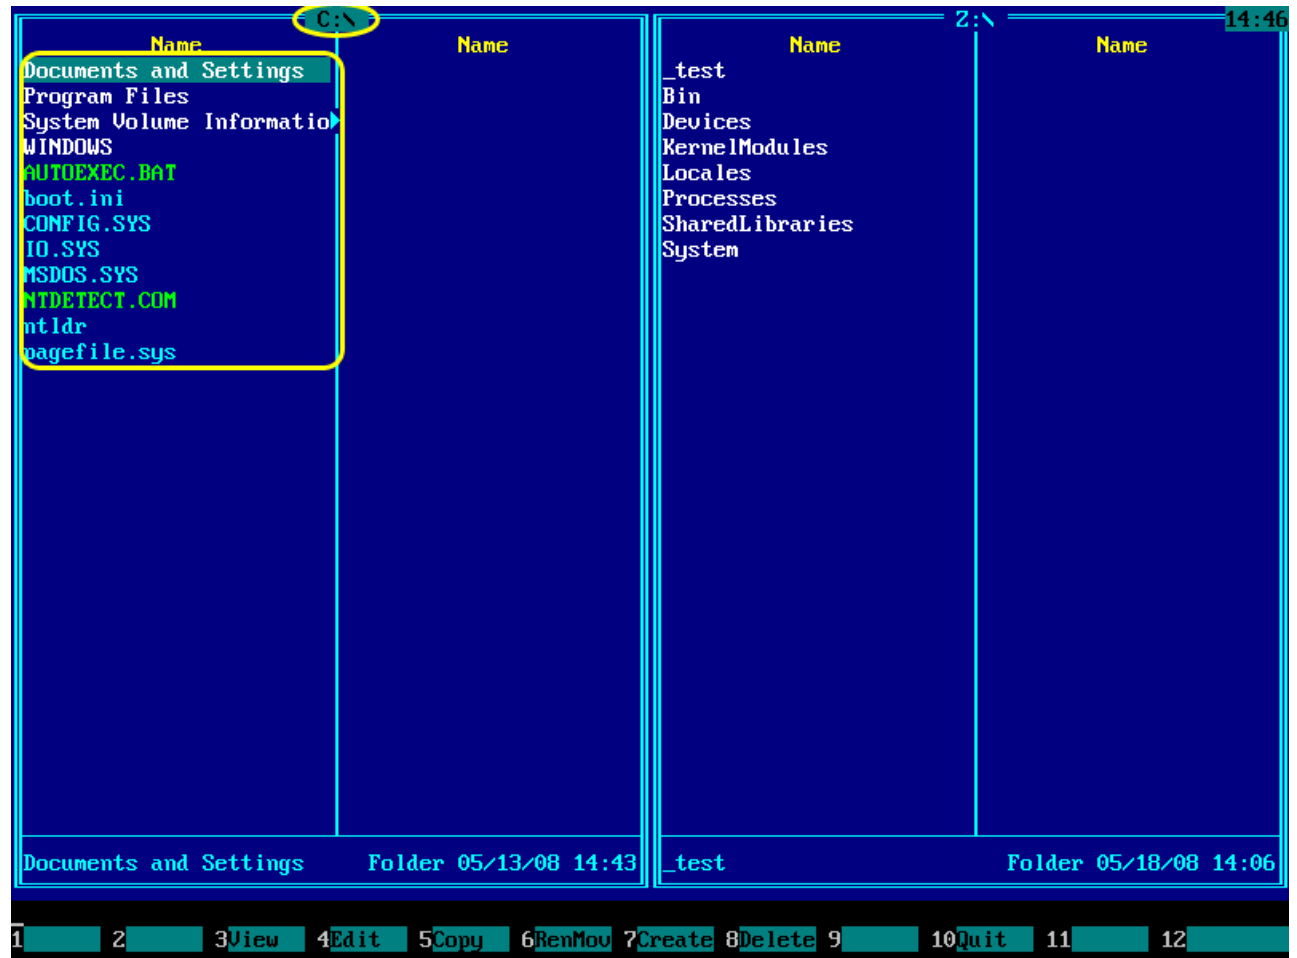 C:\
Name Name
Documents and Settings
Program Files
System Volume Informatio
WINDOWS
AUTOEXEC.BAT
boot.ini
CONFIG.SYS
IO.SYS
MSDOS.SYS
NTDETECT.COM
ntldr
pagefile.sys
Documents and Settings Folder 05/13/08 14:43
Z:\ 14:46
Name Name
_test
Bin
Devices
KernelModules
Locales
Processes
SharedLibraries
System
_test Folder 05/18/08 14:06
1 2 3View 4Edit 5Copy 6RenMov 7Create 8Delete 9 10Quit 11 12